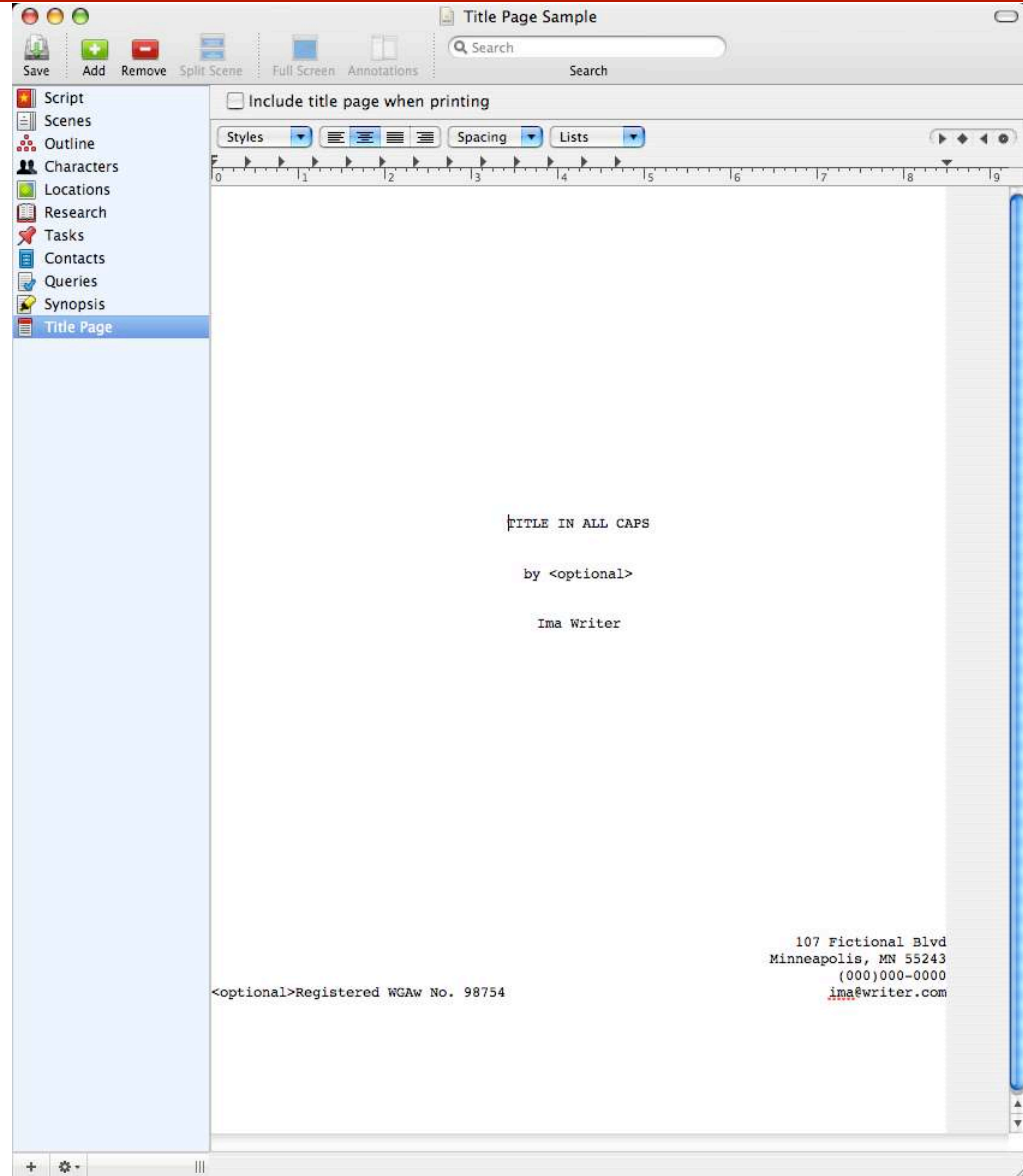 Title Page Sample
Search
Save Add Remove Split Scene Full Screen Annotations Search
Script
Scenes
Outline
Characters
Locations
Research
Tasks
Contacts
Queries
Synopsis
Title Page
Include title page when printing
Styles Spacing Lists
0 1 2 3 4 5 6 7 8 9
TITLE IN ALL CAPS
by <optional>
Ima Writer
107 Fictional Blvd
Minneapolis, MN 55243
(000)000-0000
<optional>Registered WGAw No. 98754 ima@writer.com